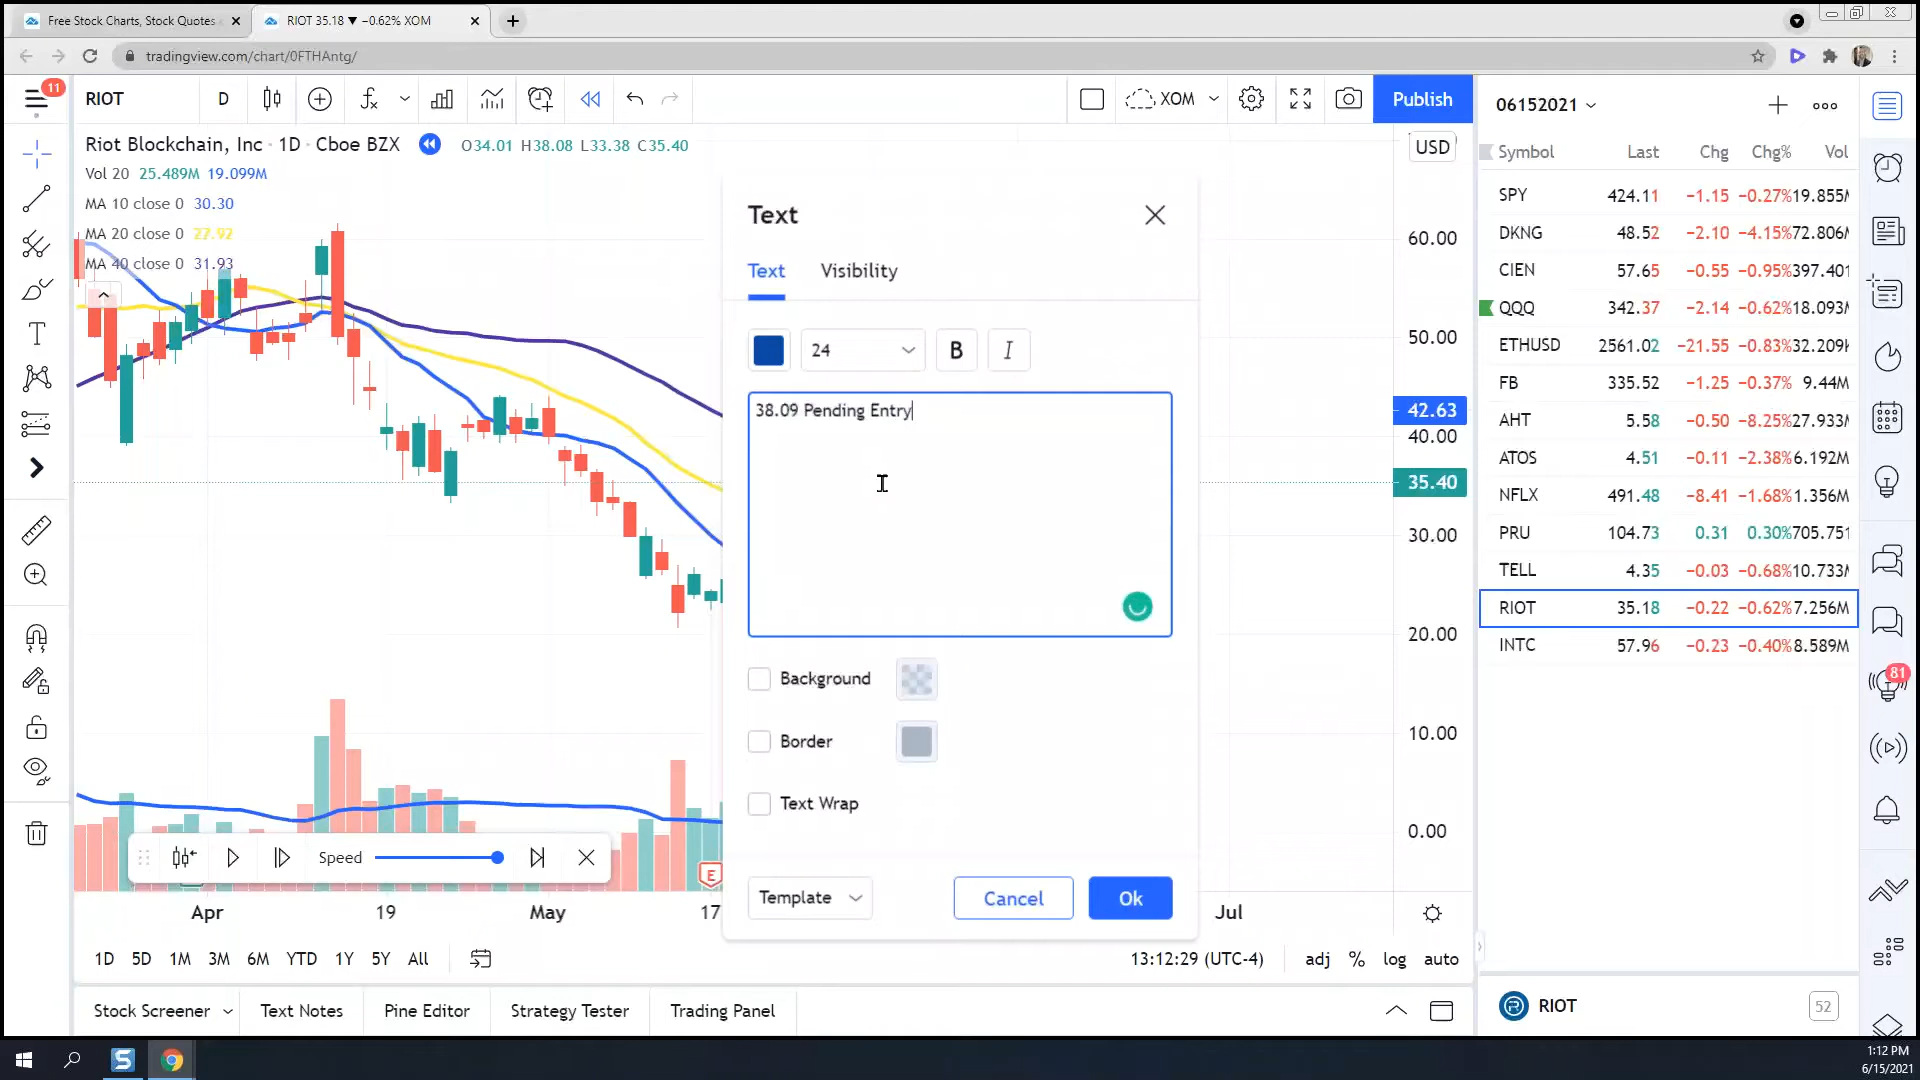 Free Stock Charts, Stock Quotes
RIOT 35.18 ▼ −0.62% XOM
tradingview.com/chart/0FTHAntg/
11
RIOT
D
XOM
Publish
06152021
Riot Blockchain, Inc · 1D · Cboe BZX
O34.01 H38.08 L33.38 C35.40
USD
Vol 20 25.489M 19.099M
MA 10 close 0 30.30
MA 20 close 0 27.92
MA 40 close 0 31.93
Text
Text
Visibility
24
B
I
38.09 Pending Entry
Background
Border
Text Wrap
Template
Cancel
Ok
60.00
50.00
42.63
40.00
35.40
30.00
20.00
10.00
0.00
Symbol Last Chg Chg% Vol
SPY 424.11 −1.15 −0.27% 19.855M
DKNG 48.52 −2.10 −4.15% 72.806M
CIEN 57.65 −0.55 −0.95% 397.401
QQQ 342.37 −2.14 −0.62% 18.093M
ETHUSD 2561.02 −21.55 −0.83% 32.209K
FB 335.52 −1.25 −0.37% 9.44M
AHT 5.58 −0.50 −8.25% 27.933M
ATOS 4.51 −0.11 −2.38% 6.192M
NFLX 491.48 −8.41 −1.68% 1.356M
PRU 104.73 0.31 0.30% 705.751
TELL 4.35 −0.03 −0.68% 10.733M
RIOT 35.18 −0.22 −0.62% 7.256M
INTC 57.96 −0.23 −0.40% 8.589M
81
Speed
E
Apr 19 May 17 Jul
1D 5D 1M 3M 6M YTD 1Y 5Y All
13:12:29 (UTC-4)
adj % log auto
Stock Screener
Text Notes
Pine Editor
Strategy Tester
Trading Panel
RIOT
52
S
1:12 PM
6/15/2021